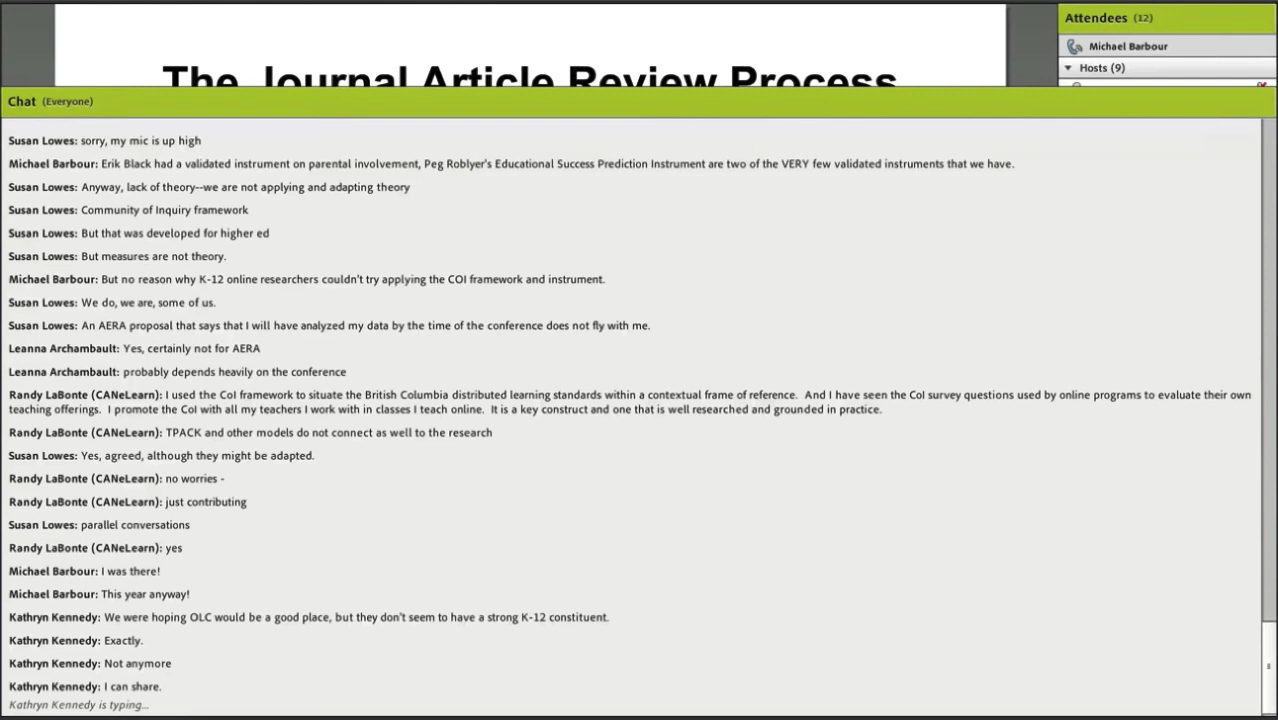 The Journal Article Review Process
Attendees (12)
Michael Barbour
Hosts (9)
Chat (Everyone)
Susan Lowes: sorry, my mic is up high
Michael Barbour: Erik Black had a validated instrument on parental involvement, Peg Roblyer's Educational Success Prediction Instrument are two of the VERY few validated instruments that we have.
Susan Lowes: Anyway, lack of theory--we are not applying and adapting theory
Susan Lowes: Community of Inquiry framework
Susan Lowes: But that was developed for higher ed
Susan Lowes: But measures are not theory.
Michael Barbour: But no reason why K-12 online researchers couldn't try applying the COI framework and instrument.
Susan Lowes: We do, we are, some of us.
Susan Lowes: An AERA proposal that says that I will have analyzed my data by the time of the conference does not fly with me.
Leanna Archambault: Yes, certainly not for AERA
Leanna Archambault: probably depends heavily on the conference
Randy LaBonte (CANeLearn): I used the CoI framework to situate the British Columbia distributed learning standards within a contextual frame of reference.  And I have seen the CoI survey questions used by online programs to evaluate their own
teaching offerings.  I promote the CoI with all my teachers I work with in classes I teach online.  It is a key construct and one that is well researched and grounded in practice.
Randy LaBonte (CANeLearn): TPACK and other models do not connect as well to the research
Susan Lowes: Yes, agreed, although they might be adapted.
Randy LaBonte (CANeLearn): no worries -
Randy LaBonte (CANeLearn): just contributing
Susan Lowes: parallel conversations
Randy LaBonte (CANeLearn): yes
Michael Barbour: I was there!
Michael Barbour: This year anyway!
Kathryn Kennedy: We were hoping OLC would be a good place, but they don't seem to have a strong K-12 constituent.
Kathryn Kennedy: Exactly.
Kathryn Kennedy: Not anymore
Kathryn Kennedy: I can share.
Kathryn Kennedy is typing...